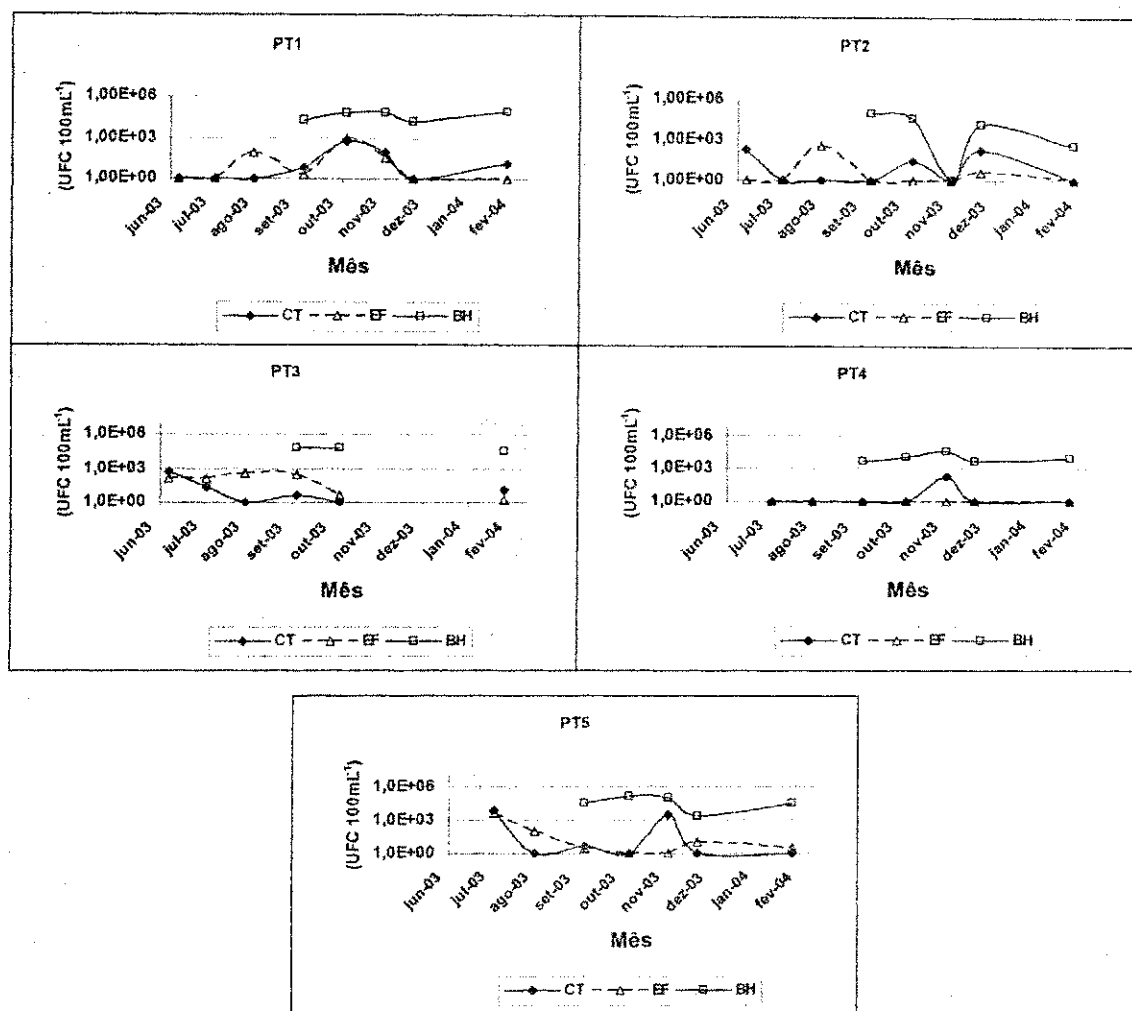 PT1
(UFC 100mL⁻¹)
1,00E+06
1,00E+03
1,00E+00
jun-03
jul-03
ago-03
set-03
out-03
nov-03
dez-03
jan-04
fev-04
Mês
CT EF BH
PT2
(UFC 100mL⁻¹)
1,00E+06
1,00E+03
1,00E+00
jun-03
jul-03
ago-03
set-03
out-03
nov-03
dez-03
jan-04
fev-04
Mês
CT EF BH
PT3
(UFC 100mL⁻¹)
1,0E+06
1,0E+03
1,0E+00
jun-03
jul-03
ago-03
set-03
out-03
nov-03
dez-03
jan-04
fev-04
Mês
CT EF BH
PT4
(UFC 100mL⁻¹)
1,0E+06
1,0E+03
1,0E+00
jun-03
jul-03
ago-03
set-03
out-03
nov-03
dez-03
jan-04
fev-04
Mês
CT EF BH
PT5
(UFC 100mL⁻¹)
1,0E+06
1,0E+03
1,0E+00
jun-03
jul-03
ago-03
set-03
out-03
nov-03
dez-03
jan-04
fev-04
Mês
CT EF BH